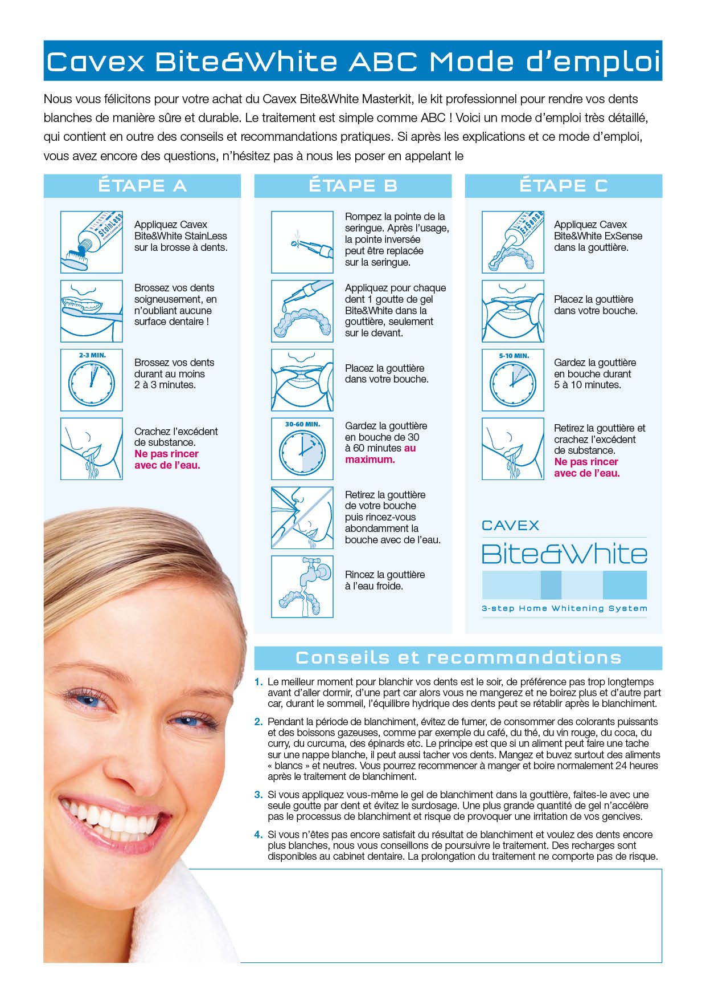 Cavex Bite&White ABC Mode d'emploi
Nous vous félicitons pour votre achat du Cavex Bite&White Masterkit, le kit professionnel pour rendre vos dents
blanches de manière sûre et durable. Le traitement est simple comme ABC ! Voici un mode d'emploi très détaillé,
qui contient en outre des conseils et recommandations pratiques. Si après les explications et ce mode d'emploi,
vous avez encore des questions, n'hésitez pas à nous les poser en appelant le
ÉTAPE A
StainLess
Appliquez Cavex
Bite&White StainLess
sur la brosse à dents.
Brossez vos dents
soigneusement, en
n'oubliant aucune
surface dentaire !
2-3 MIN.
Brossez vos dents
durant au moins
2 à 3 minutes.
Crachez l'excédent
de substance.
Ne pas rincer
avec de l'eau.
ÉTAPE B
Rompez la pointe de la
seringue. Après l'usage,
la pointe inversée
peut être replacée
sur la seringue.
Appliquez pour chaque
dent 1 goutte de gel
Bite&White dans la
gouttière, seulement
sur le devant.
Placez la gouttière
dans votre bouche.
30-60 MIN.
Gardez la gouttière
en bouche de 30
à 60 minutes au
maximum.
Retirez la gouttière
de votre bouche
puis rincez-vous
abondamment la
bouche avec de l'eau.
Rincez la gouttière
à l'eau froide.
ÉTAPE C
ExSense
Appliquez Cavex
Bite&White ExSense
dans la gouttière.
Placez la gouttière
dans votre bouche.
5-10 MIN.
Gardez la gouttière
en bouche durant
5 à 10 minutes.
Retirez la gouttière et
crachez l'excédent
de substance.
Ne pas rincer
avec de l'eau.
CAVEX
Bite&White
3-step Home Whitening System
Conseils et recommandations
1. Le meilleur moment pour blanchir vos dents est le soir, de préférence pas trop longtemps
avant d'aller dormir, d'une part car alors vous ne mangerez et ne boirez plus et d'autre part
car, durant le sommeil, l'équilibre hydrique des dents peut se rétablir après le blanchiment.
2. Pendant la période de blanchiment, évitez de fumer, de consommer des colorants puissants
et des boissons gazeuses, comme par exemple du café, du thé, du vin rouge, du coca, du
curry, du curcuma, des épinards etc. Le principe est que si un aliment peut faire une tache
sur une nappe blanche, il peut aussi tacher vos dents. Mangez et buvez surtout des aliments
« blancs » et neutres. Vous pourrez recommencer à manger et boire normalement 24 heures
après le traitement de blanchiment.
3. Si vous appliquez vous-même le gel de blanchiment dans la gouttière, faites-le avec une
seule goutte par dent et évitez le surdosage. Une plus grande quantité de gel n'accélère
pas le processus de blanchiment et risque de provoquer une irritation de vos gencives.
4. Si vous n'êtes pas encore satisfait du résultat de blanchiment et voulez des dents encore
plus blanches, nous vous conseillons de poursuivre le traitement. Des recharges sont
disponibles au cabinet dentaire. La prolongation du traitement ne comporte pas de risque.